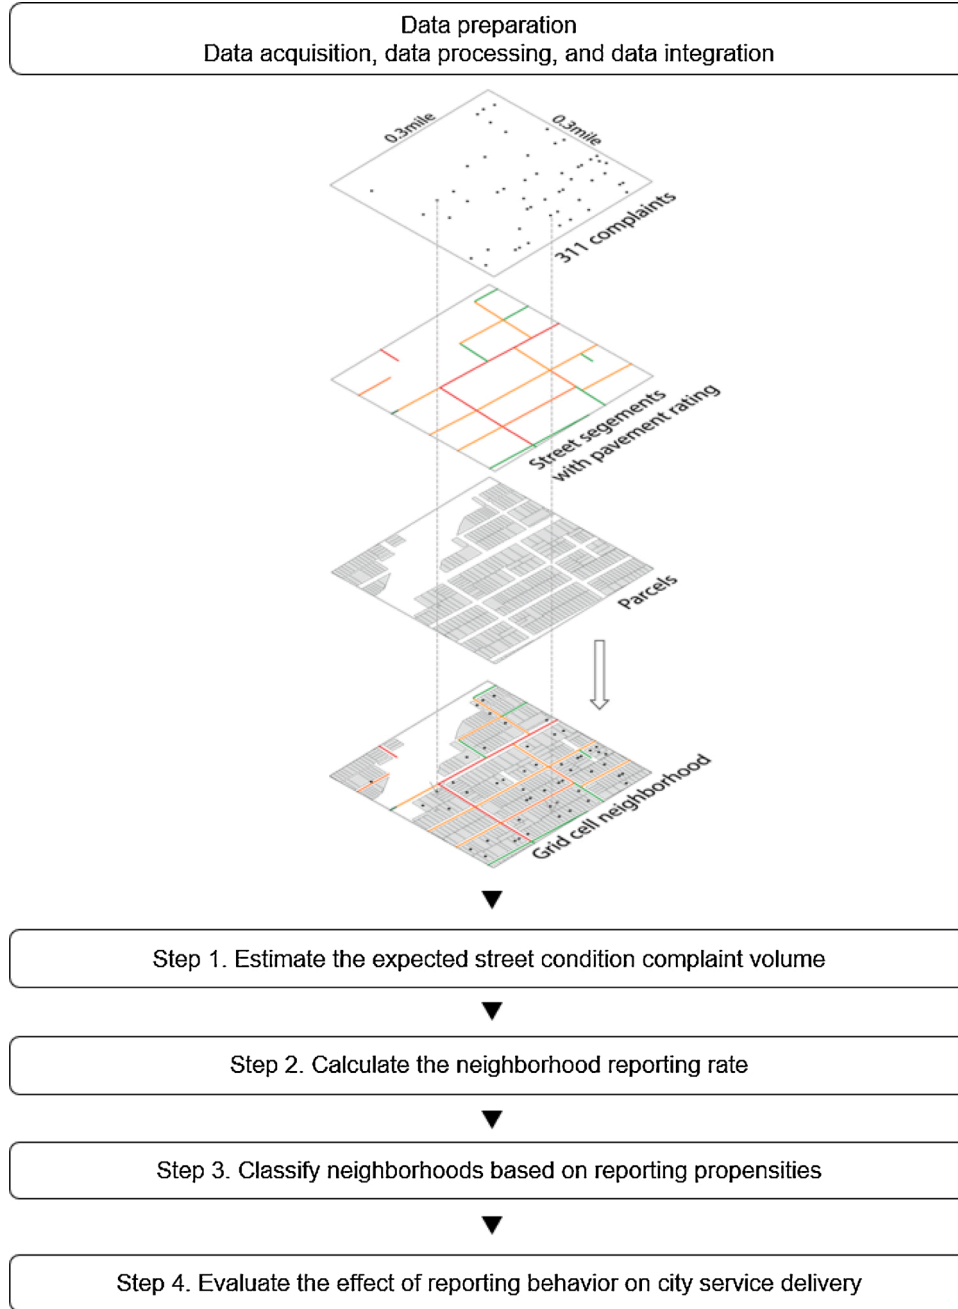 Data preparation
Data acquisition, data processing, and data integration
0.3mile
0.3mile
311 complaints
Street segements
with pavement rating
Parcels
Grid cell neighborhood
Step 1. Estimate the expected street condition complaint volume
Step 2. Calculate the neighborhood reporting rate
Step 3. Classify neighborhoods based on reporting propensities
Step 4. Evaluate the effect of reporting behavior on city service delivery